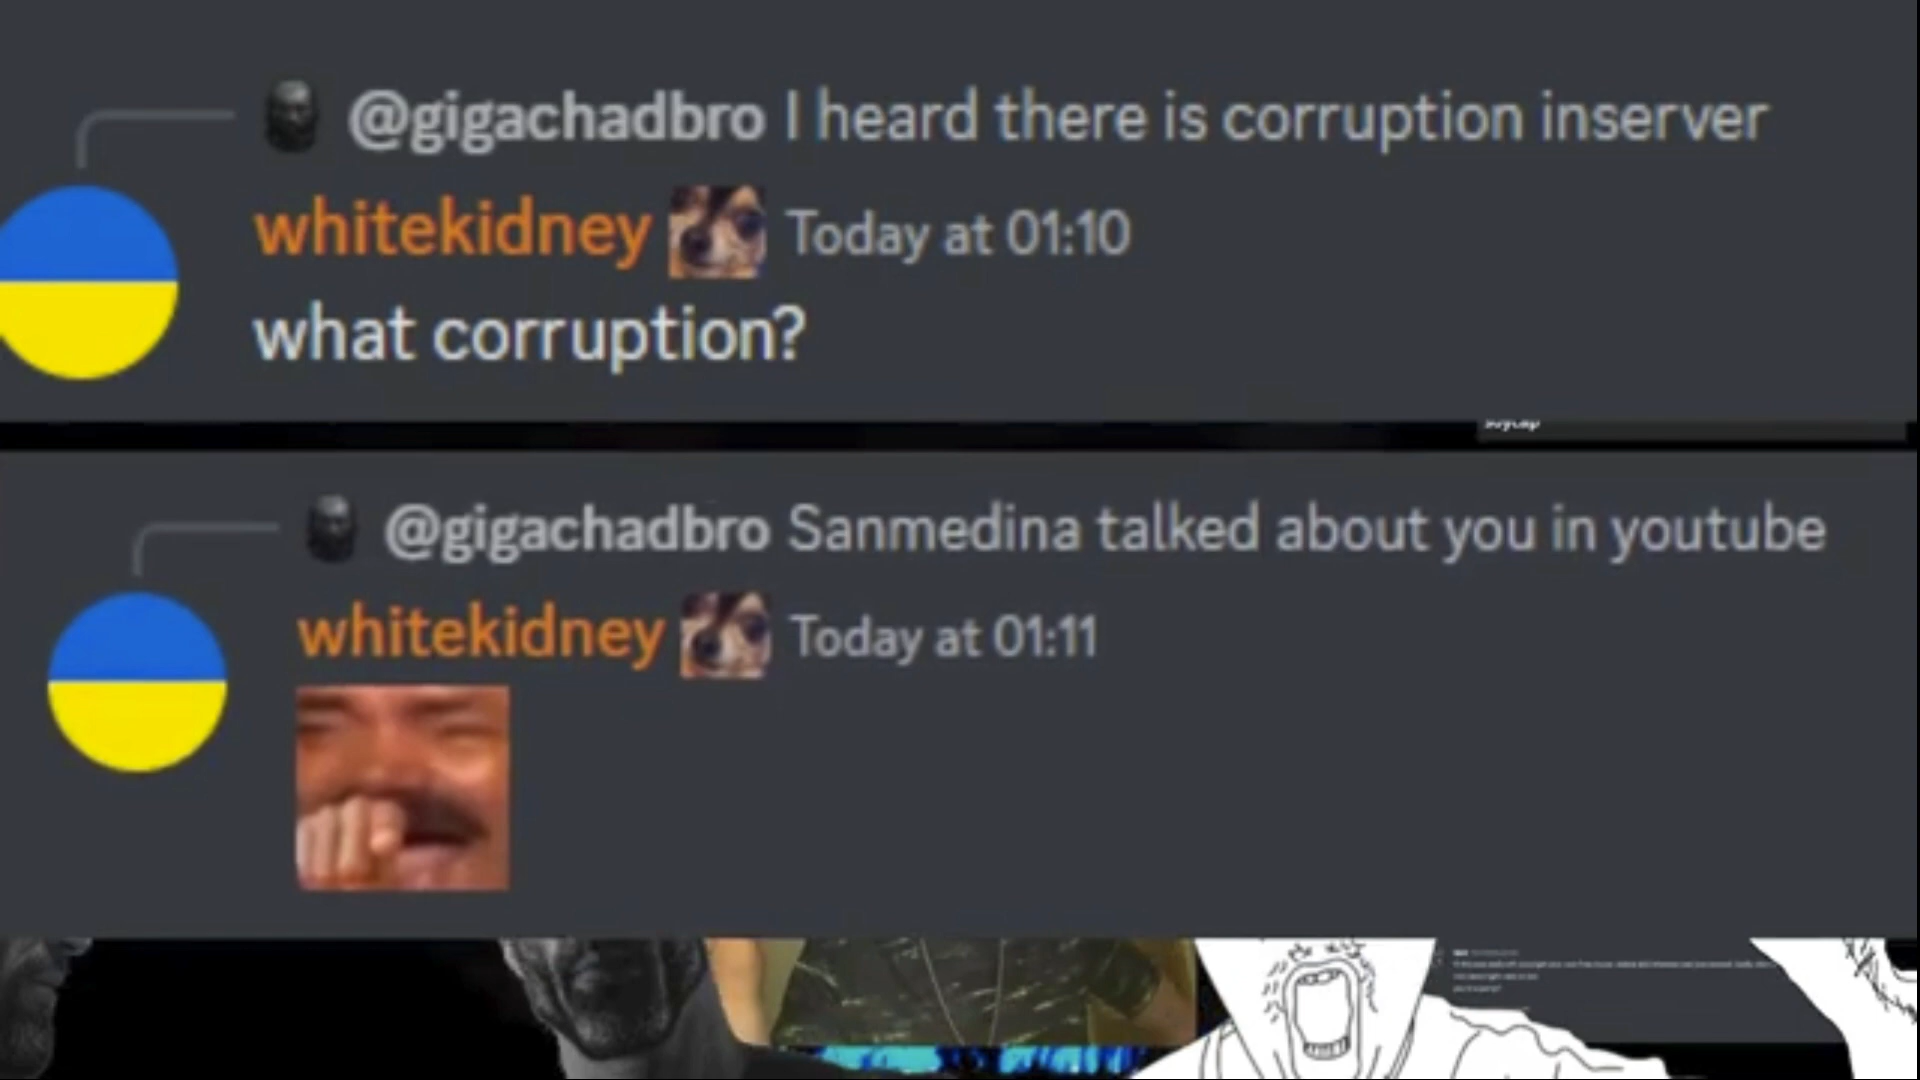 @gigachadbro I heard there is corruption inserver
whitekidney Today at 01:10
what corruption?
@gigachadbro Sanmedina talked about you in youtube
whitekidney Today at 01:11